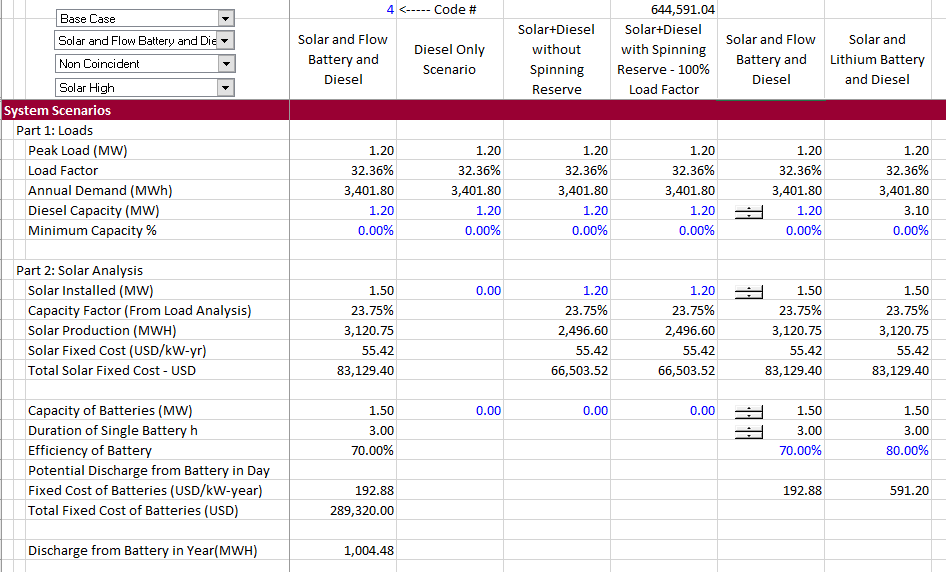 4 <----- Code # 644,591.04
Base Case
Solar and Flow Battery and Die
Non Coincident
Solar High
Solar and Flow Battery and Diesel
Diesel Only Scenario
Solar+Diesel without Spinning Reserve
Solar+Diesel with Spinning Reserve - 100% Load Factor
Solar and Flow Battery and Diesel
Solar and Lithium Battery and Diesel
System Scenarios
Part 1: Loads
Peak Load (MW) 1.20 1.20 1.20 1.20 1.20 1.20
Load Factor 32.36% 32.36% 32.36% 32.36% 32.36% 32.36%
Annual Demand (MWh) 3,401.80 3,401.80 3,401.80 3,401.80 3,401.80 3,401.80
Diesel Capacity (MW) 1.20 1.20 1.20 1.20 1.20 3.10
Minimum Capacity % 0.00% 0.00% 0.00% 0.00% 0.00% 0.00%
Part 2: Solar Analysis
Solar Installed (MW) 1.50 0.00 1.20 1.20 1.50 1.50
Capacity Factor (From Load Analysis) 23.75% 23.75% 23.75% 23.75% 23.75%
Solar Production (MWH) 3,120.75 2,496.60 2,496.60 3,120.75 3,120.75
Solar Fixed Cost (USD/kW-yr) 55.42 55.42 55.42 55.42 55.42
Total Solar Fixed Cost - USD 83,129.40 66,503.52 66,503.52 83,129.40 83,129.40
Capacity of Batteries (MW) 1.50 0.00 0.00 0.00 1.50 1.50
Duration of Single Battery h 3.00 3.00 3.00
Efficiency of Battery 70.00% 70.00% 80.00%
Potential Discharge from Battery in Day
Fixed Cost of Batteries (USD/kW-year) 192.88 192.88 591.20
Total Fixed Cost of Batteries (USD) 289,320.00
Discharge from Battery in Year(MWH) 1,004.48